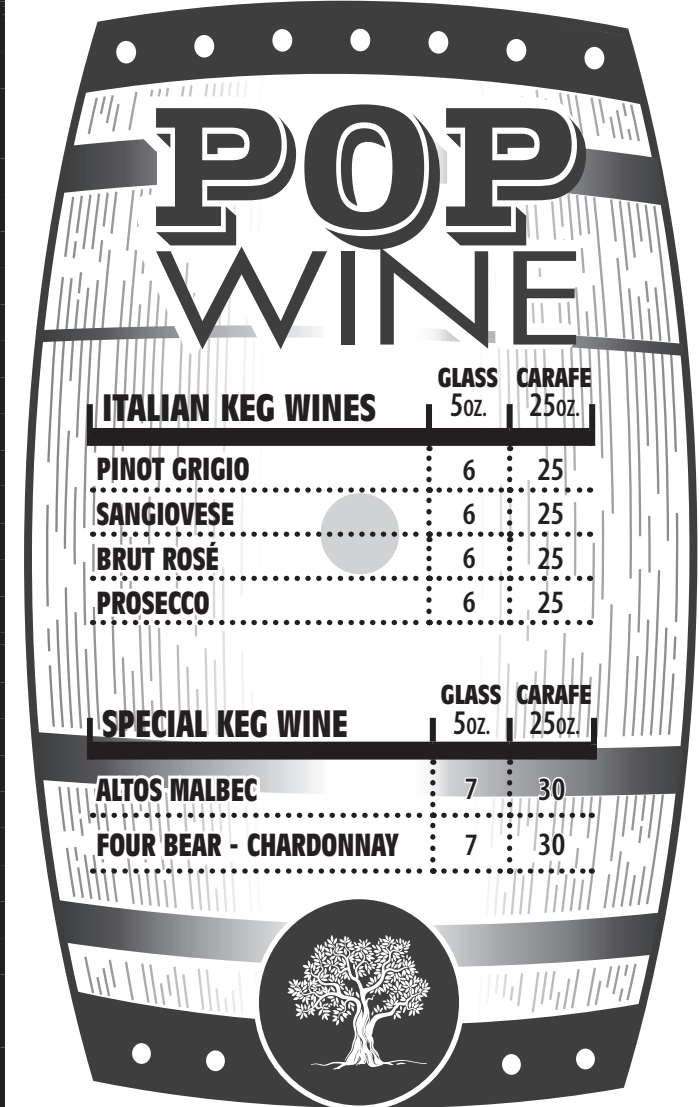 POP
WINE
GLASS CARAFE
ITALIAN KEG WINES 5OZ. 25OZ.
PINOT GRIGIO 6 25
SANGIOVESE 6 25
BRUT ROSÉ 6 25
PROSECCO 6 25
GLASS CARAFE
SPECIAL KEG WINE 5OZ. 25OZ.
ALTOS MALBEC 7 30
FOUR BEAR - CHARDONNAY 7 30